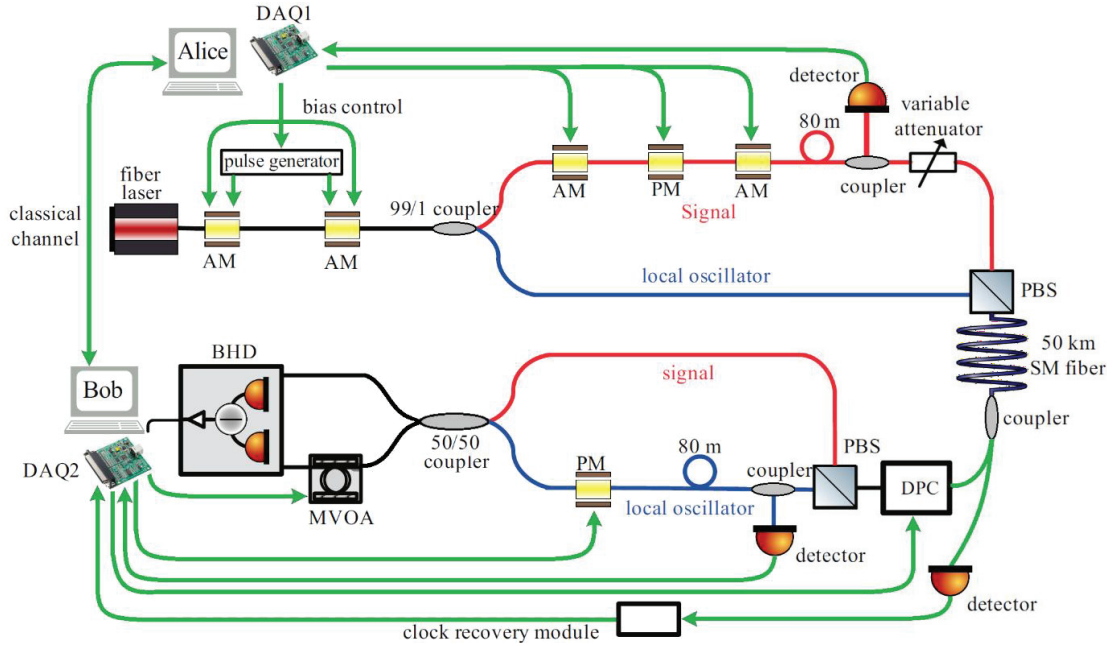 DAQ1
Alice
detector
variable
attenuator
bias control
80 m
pulse generator
fiber
laser
classical
channel
99/1 coupler
AM
PM
AM
coupler
Signal
AM
AM
local oscillator
PBS
50 km
SM fiber
BHD
signal
Bob
coupler
50/50
coupler
80 m
PM
coupler
PBS
DAQ2
DPC
MVOA
local oscillator
detector
detector
clock recovery module